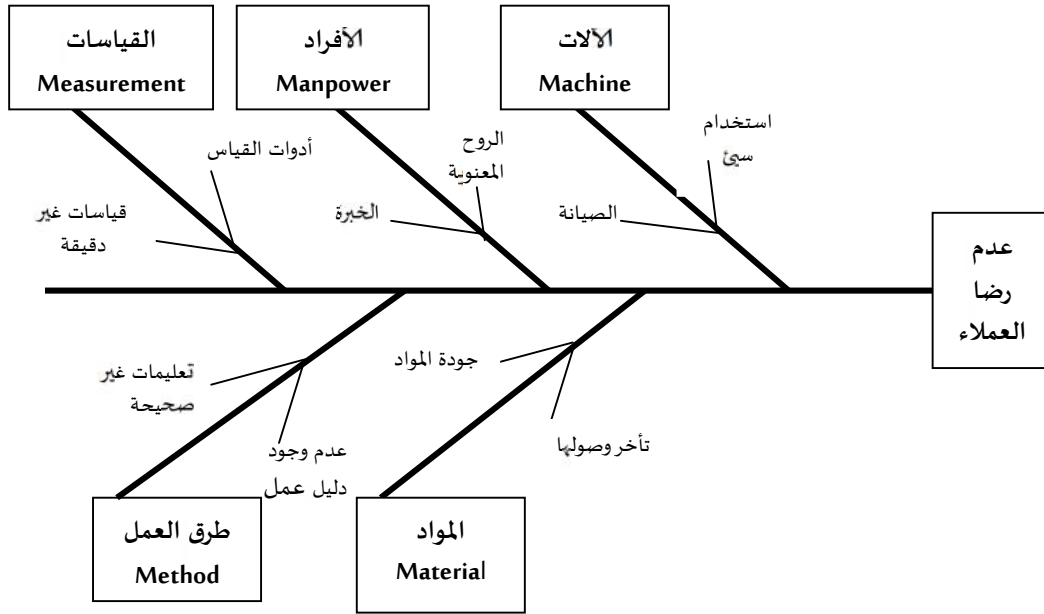 القياسات
Measurement
الأفراد
Manpower
الآلات
Machine
استخدام
سيئ
الصيانة
الروح
المعنوية
الخبرة
أدوات القياس
قياسات غير
دقيقة
عدم
رضا
العملاء
جودة المواد
تأخر وصولها
تعليمات غير
صحيحة
عدم وجود
دليل عمل
طرق العمل
Method
المواد
Material